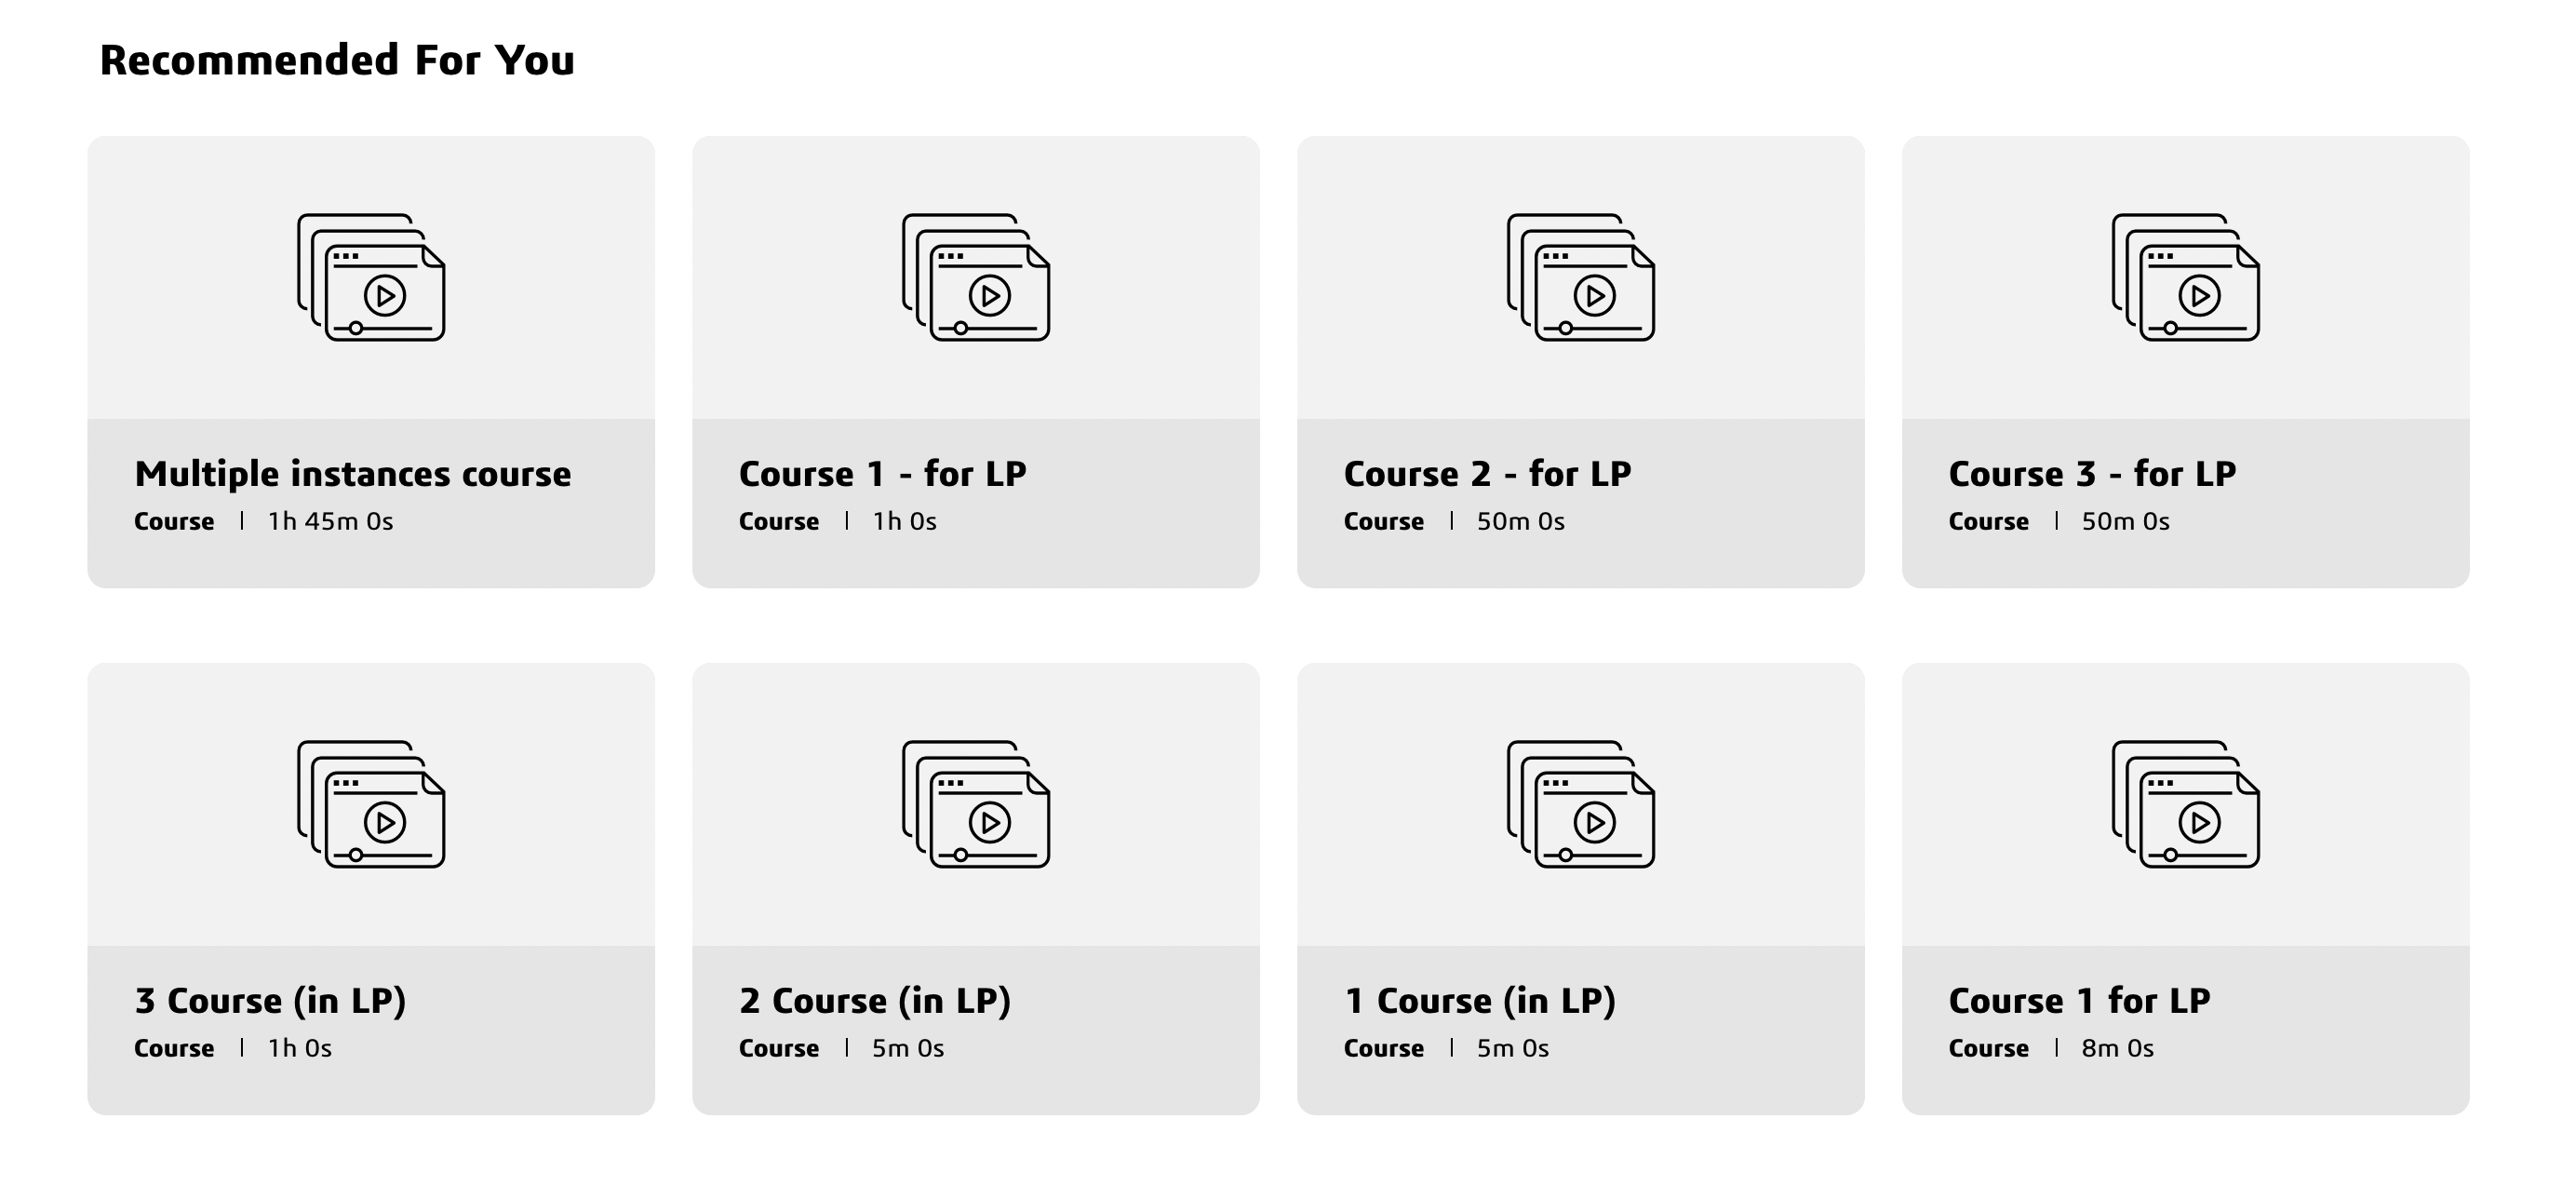 Recommended For You
Multiple instances course
Course | 1h 45m 0s
Course 1 - for LP
Course | 1h 0s
Course 2 - for LP
Course | 50m 0s
Course 3 - for LP
Course | 50m 0s
3 Course (in LP)
Course | 1h 0s
2 Course (in LP)
Course | 5m 0s
1 Course (in LP)
Course | 5m 0s
Course 1 for LP
Course | 8m 0s